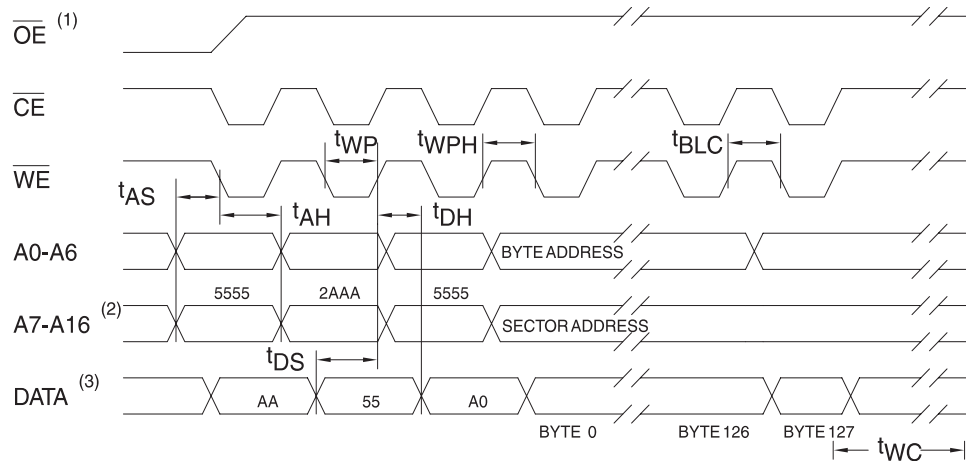 OE (1)
CE
tWP tWPH tBLC
WE
tAS tAH tDH
A0-A6 BYTE ADDRESS
5555 2AAA 5555
A7-A16 (2) SECTOR ADDRESS
tDS
DATA (3) AA 55 A0
BYTE 0 BYTE 126 BYTE 127
tWC